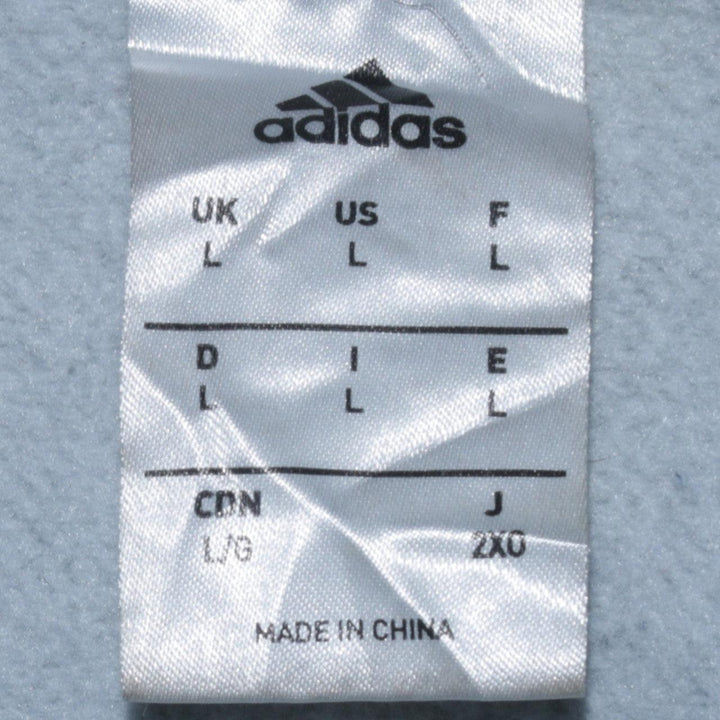 adidas
UK US F
L L L
D I E
L L L
CDN J
L/G 2XO
MADE IN CHINA